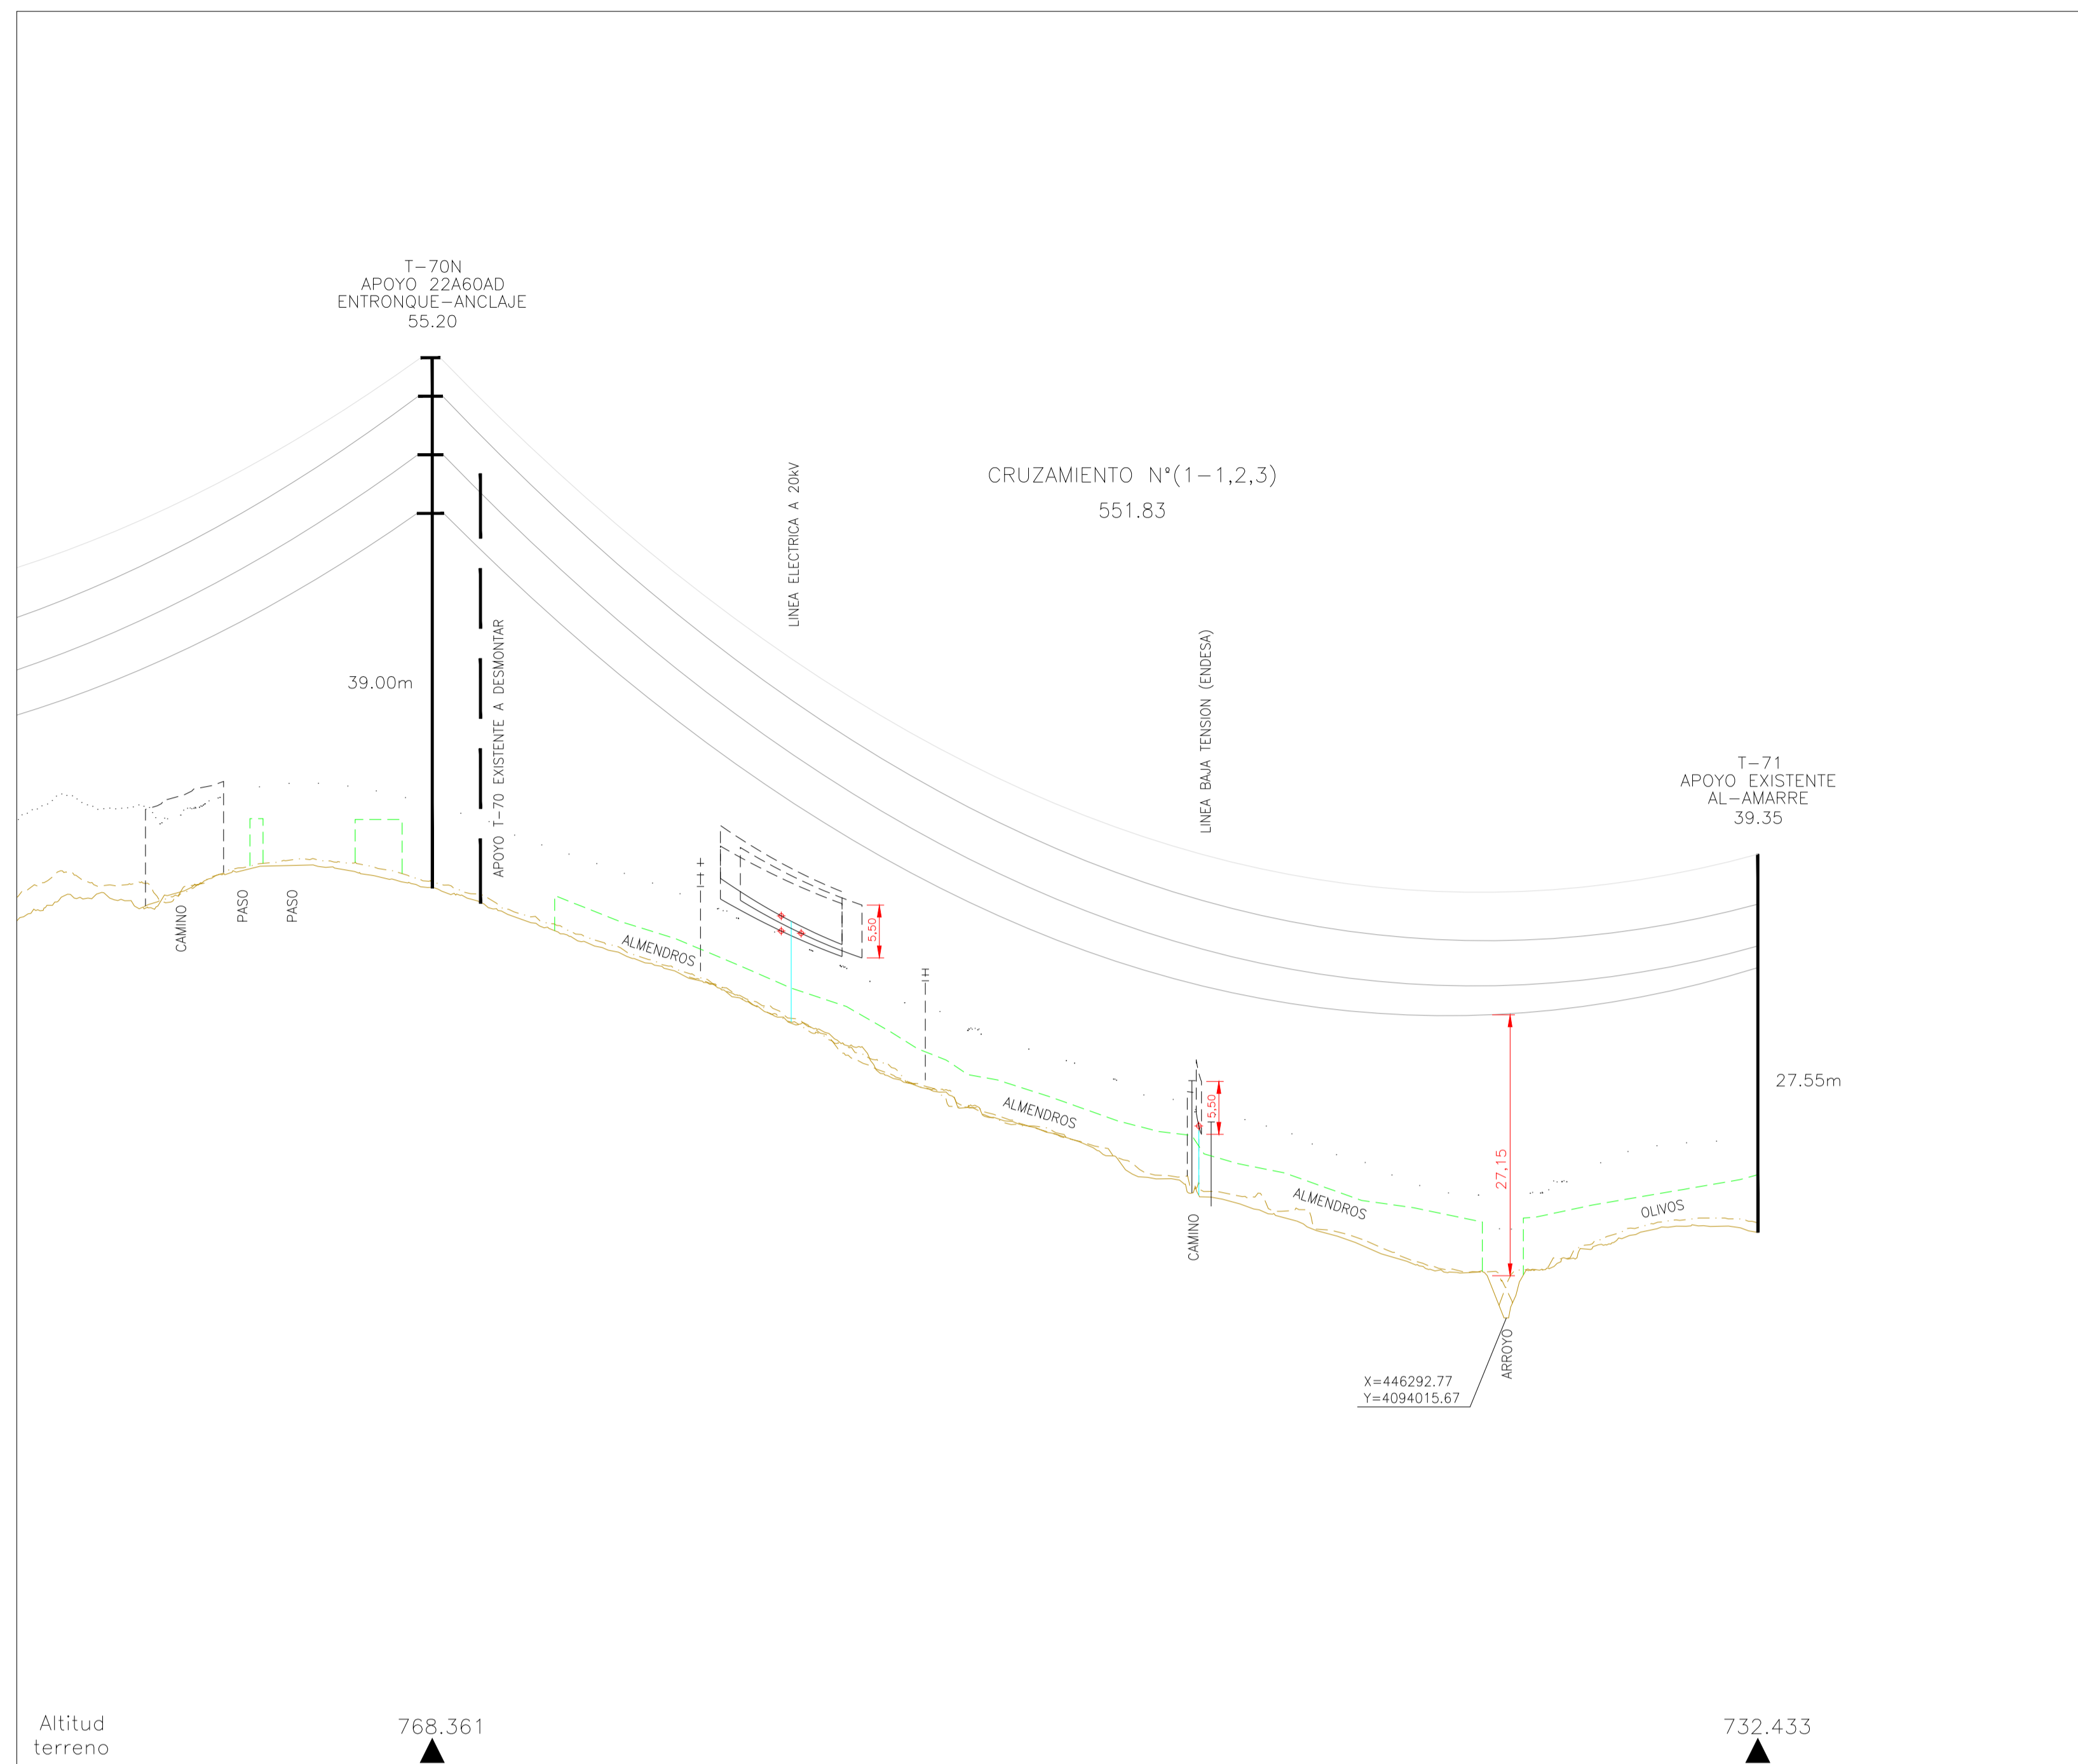 T-70N
APOYO 22A60AD
ENTRONQUE-ANCLAJE
55.20
LINEA ELECTRICA A 20kV
CRUZAMIENTO Nº(1-1,2,3)
551.83
39.00m
APOYO T-70 EXISTENTE A DESMONTAR
LINEA BAJA TENSION (ENDESA)
T-71
APOYO EXISTENTE
AL-AMARRE
39.35
CAMINO
PASO
PASO
ALMENDROS
5.50
ALMENDROS
5.50
27.55m
27.15
ALMENDROS
OLIVOS
CAMINO
ARROYO
X=446292.77
Y=4094015.67
Altitud
terreno
768.361
732.433